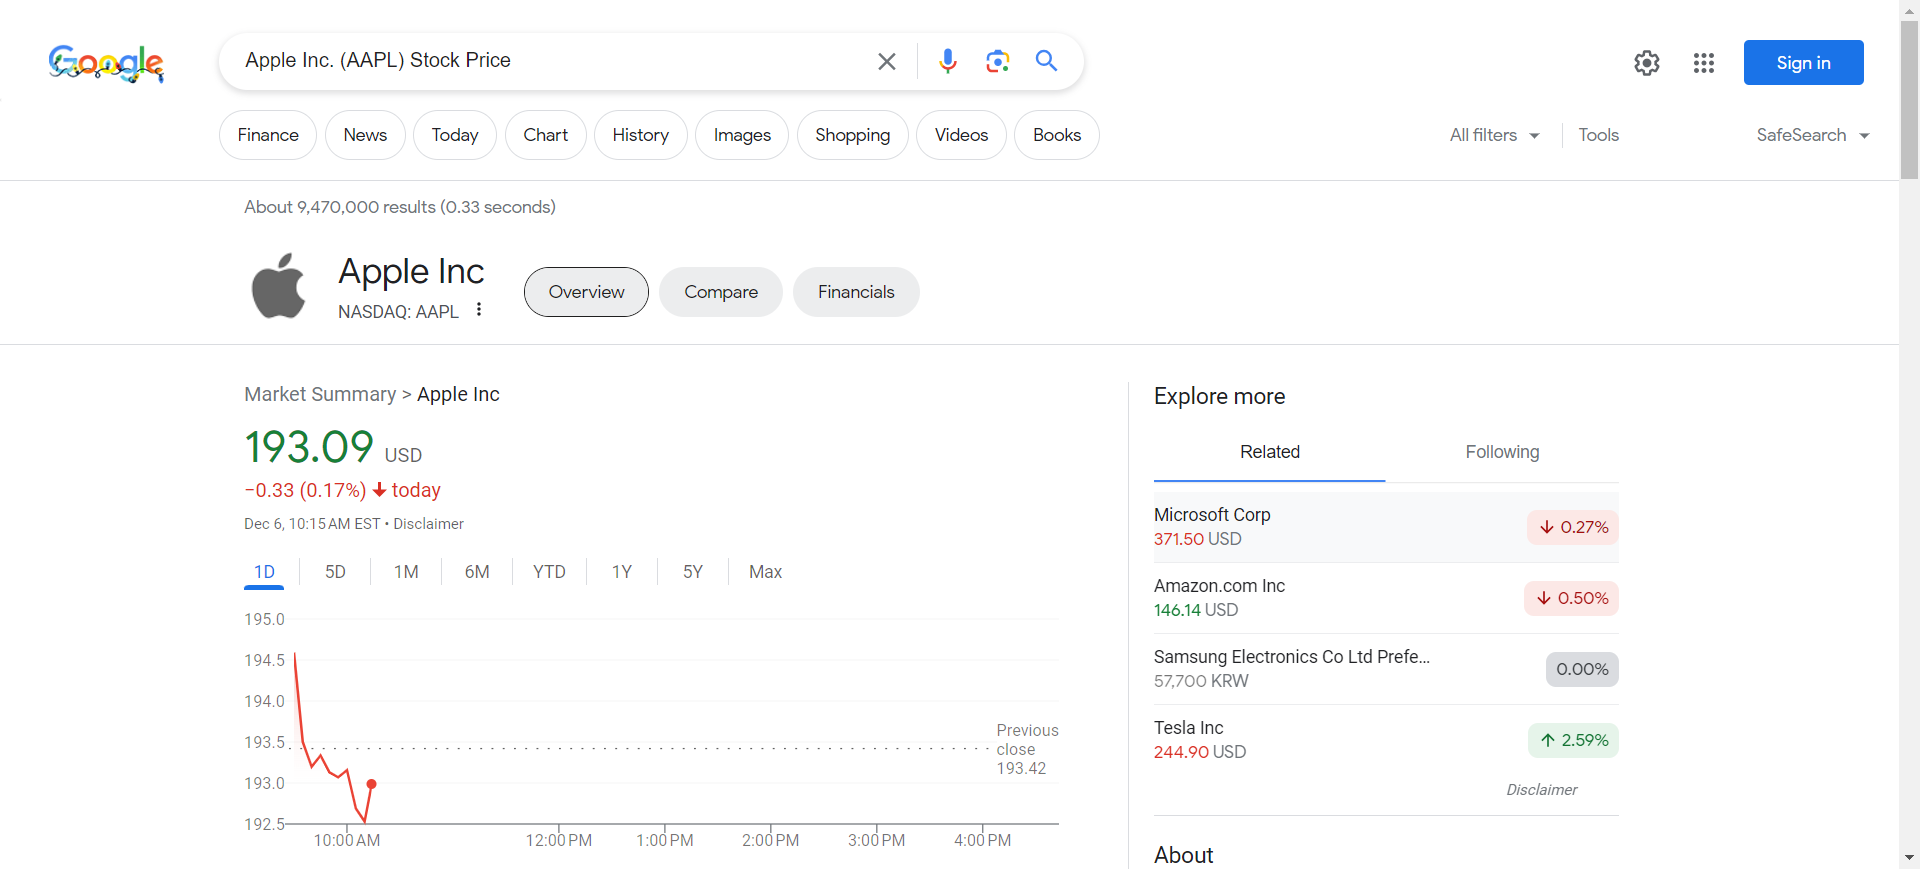 Google
Apple Inc. (AAPL) Stock Price
Sign in
Finance
News
Today
Chart
History
Images
Shopping
Videos
Books
All filters
Tools
SafeSearch
About 9,470,000 results (0.33 seconds)
Apple Inc
NASDAQ: AAPL
Overview
Compare
Financials
Market Summary > Apple Inc
193.09 USD
−0.33 (0.17%) today
Dec 6, 10:15 AM EST • Disclaimer
1D
5D
1M
6M
YTD
1Y
5Y
Max
195.0
194.5
194.0
193.5
193.0
192.5
Previous
close
193.42
10:00 AM
12:00 PM
1:00 PM
2:00 PM
3:00 PM
4:00 PM
Explore more
Related
Following
Microsoft Corp
371.50 USD
0.27%
Amazon.com Inc
146.14 USD
0.50%
Samsung Electronics Co Ltd Prefe...
57,700 KRW
0.00%
Tesla Inc
244.90 USD
2.59%
Disclaimer
About